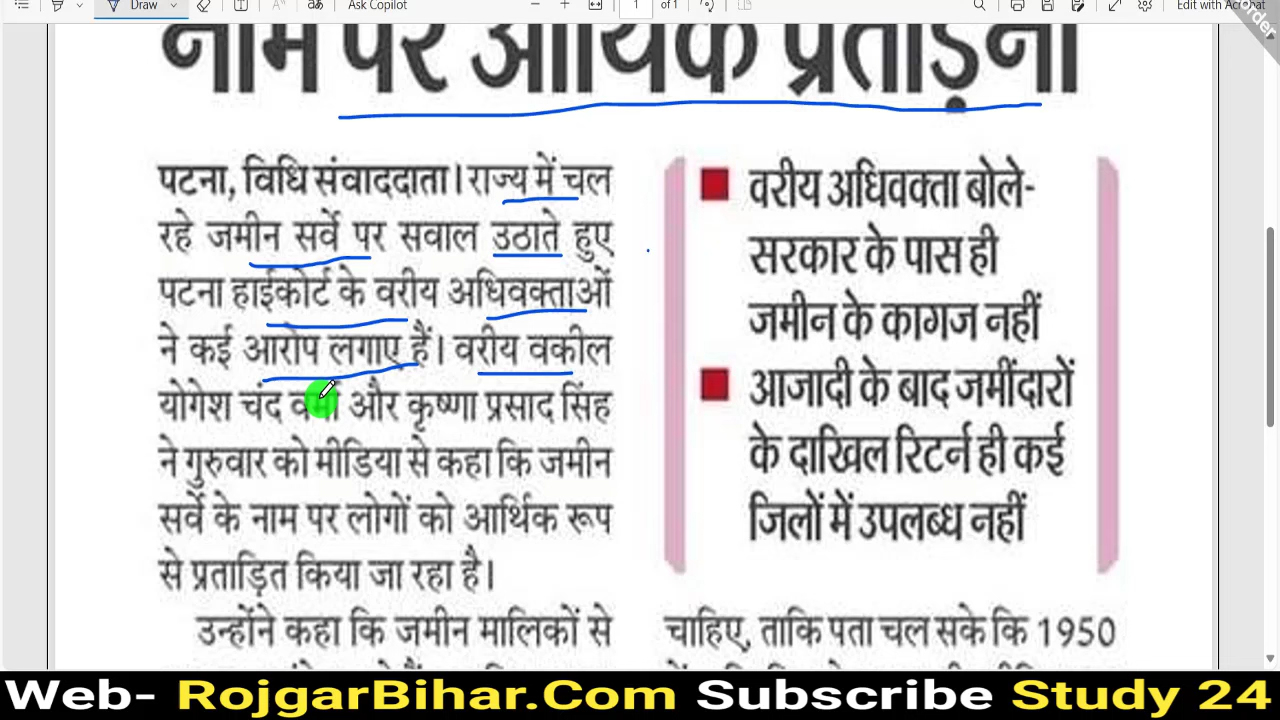 Draw
Ask Copilot
1 of 1
Edit with Acrobat
नाम पर आर्थिक प्रताड़ना
पटना, विधि संवाददाता। राज्य में चल
रहे जमीन सर्वे पर सवाल उठाते हुए
पटना हाईकोर्ट के वरीय अधिवक्ताओं
ने कई आरोप लगाए हैं। वरीय वकील
योगेश चंद वर्मा और कृष्णा प्रसाद सिंह
ने गुरुवार को मीडिया से कहा कि जमीन
सर्वे के नाम पर लोगों को आर्थिक रूप
से प्रताड़ित किया जा रहा है।
उन्होंने कहा कि जमीन मालिकों से
वरीय अधिवक्ता बोले-
सरकार के पास ही
जमीन के कागज नहीं
आजादी के बाद जमींदारों
के दाखिल रिटर्न ही कई
जिलों में उपलब्ध नहीं
चाहिए, ताकि पता चल सके कि 1950
Web- RojgarBihar.Com Subscribe Study 24